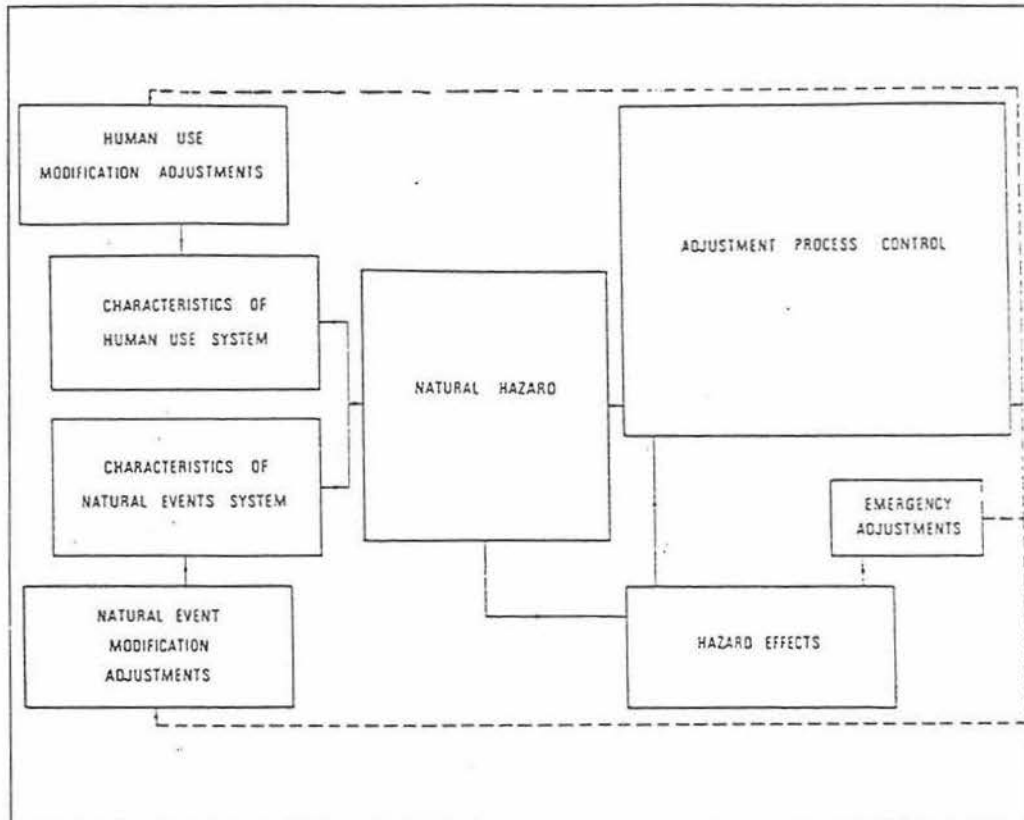 HUMAN USE
MODIFICATION ADJUSTMENTS
CHARACTERISTICS OF
HUMAN USE SYSTEM
CHARACTERISTICS OF
NATURAL EVENTS SYSTEM
NATURAL EVENT
MODIFICATION
ADJUSTMENTS
NATURAL HAZARD
ADJUSTMENT PROCESS CONTROL
EMERGENCY
ADJUSTMENTS
HAZARD EFFECTS